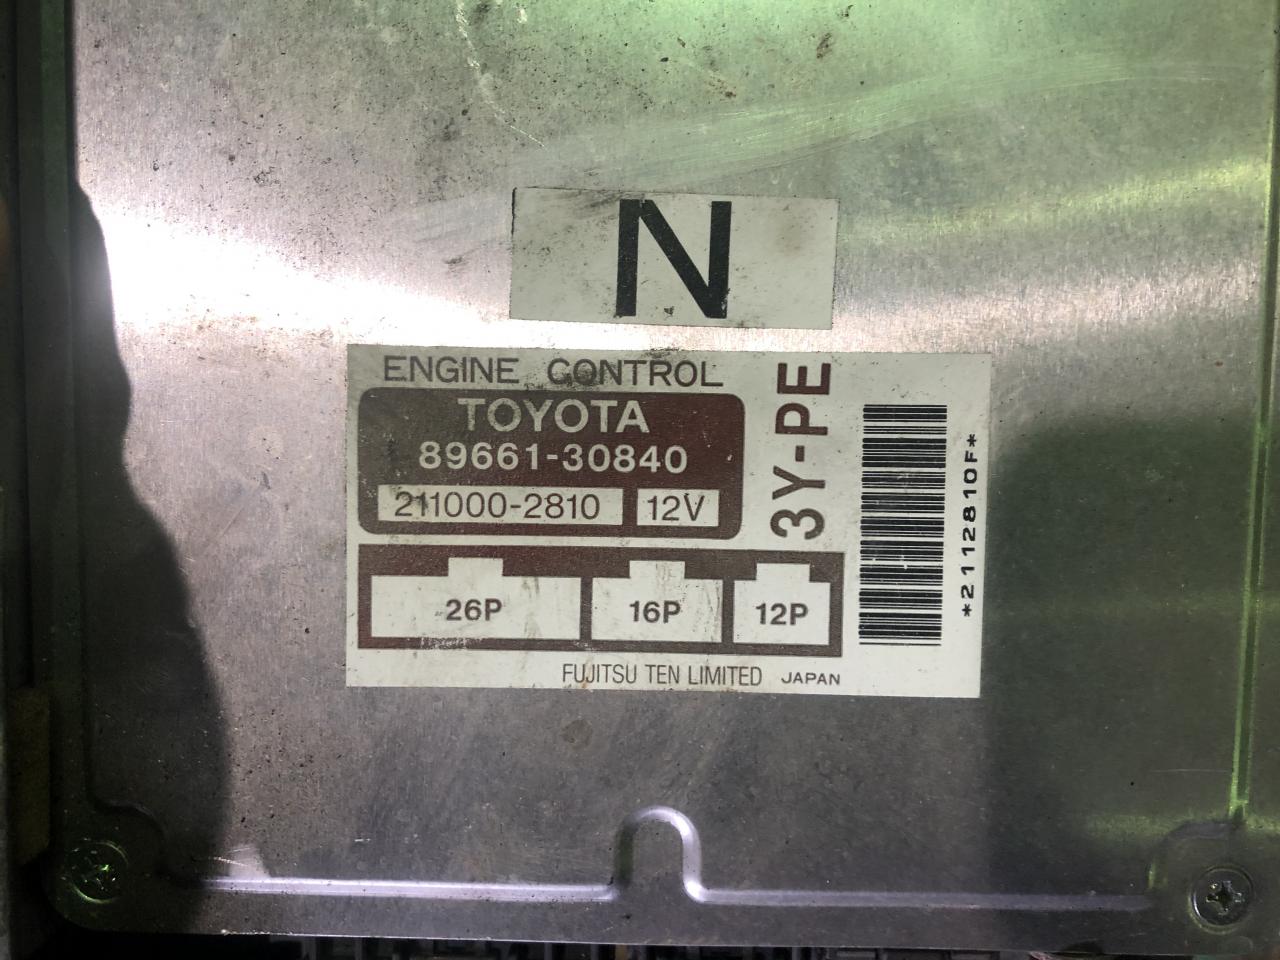 N
ENGINE CONTROL
TOYOTA
89661-30840
211000-2810 12V
3Y-PE
26P 16P 12P
FUJITSU TEN LIMITED JAPAN
*2112810F*